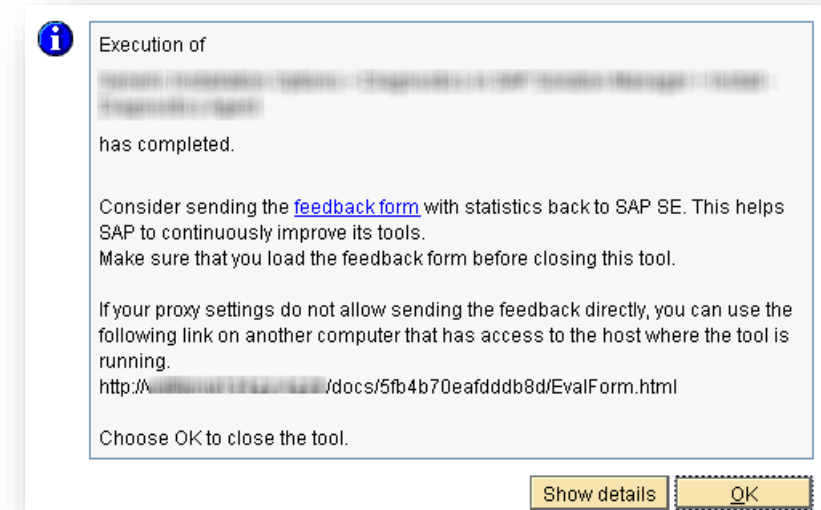 Execution of
has completed.
Consider sending the feedback form with statistics back to SAP SE. This helps
SAP to continuously improve its tools.
Make sure that you load the feedback form before closing this tool.
If your proxy settings do not allow sending the feedback directly, you can use the
following link on another computer that has access to the host where the tool is
running.
http:// /docs/5fb4b70eafdddb8d/EvalForm.html
Choose OK to close the tool.
Show details OK